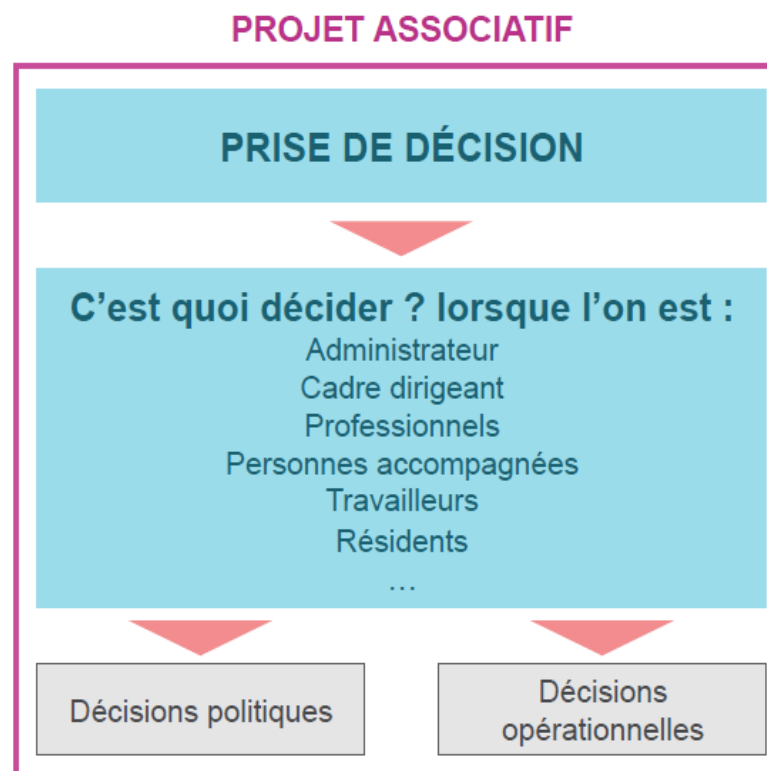 PROJET ASSOCIATIF
PRISE DE DÉCISION
C'est quoi décider ? lorsque l'on est :
Administrateur
Cadre dirigeant
Professionnels
Personnes accompagnées
Travailleurs
Résidents
...
Décisions politiques
Décisions
opérationnelles